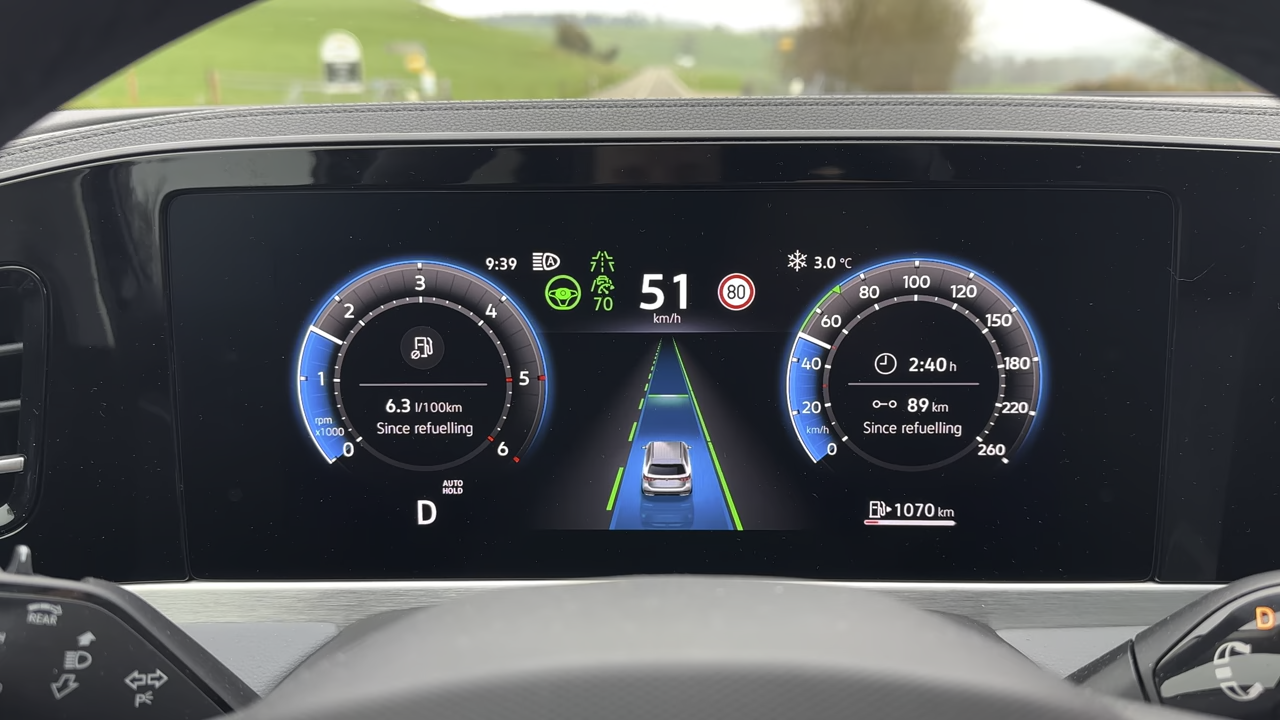 9:39
A
70
51
km/h
80
3.0 °C
0
1
2
3
4
5
6
rpm
x1000
6.3 l/100km
Since refuelling
D
AUTO
HOLD
0
20
40
60
80
100
120
150
180
220
260
km/h
2:40 h
89 km
Since refuelling
1070 km
REAR
P
D